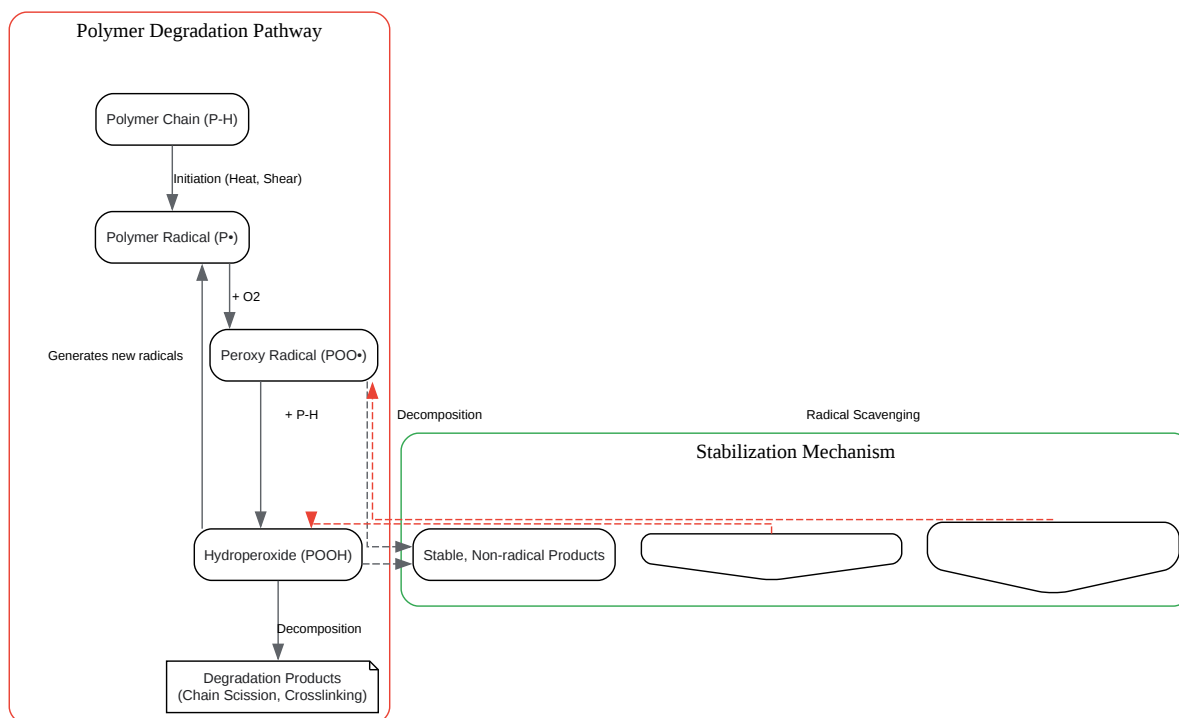 Polymer Degradation Pathway
Polymer Chain (P-H)
Initiation (Heat, Shear)
Polymer Radical (P•)
+ O2
Peroxy Radical (POO•)
Generates new radicals
+ P-H
Decomposition
Radical Scavenging
Stabilization Mechanism
Hydroperoxide (POOH)
Stable, Non-radical Products
Decomposition
Degradation Products
(Chain Scission, Crosslinking)